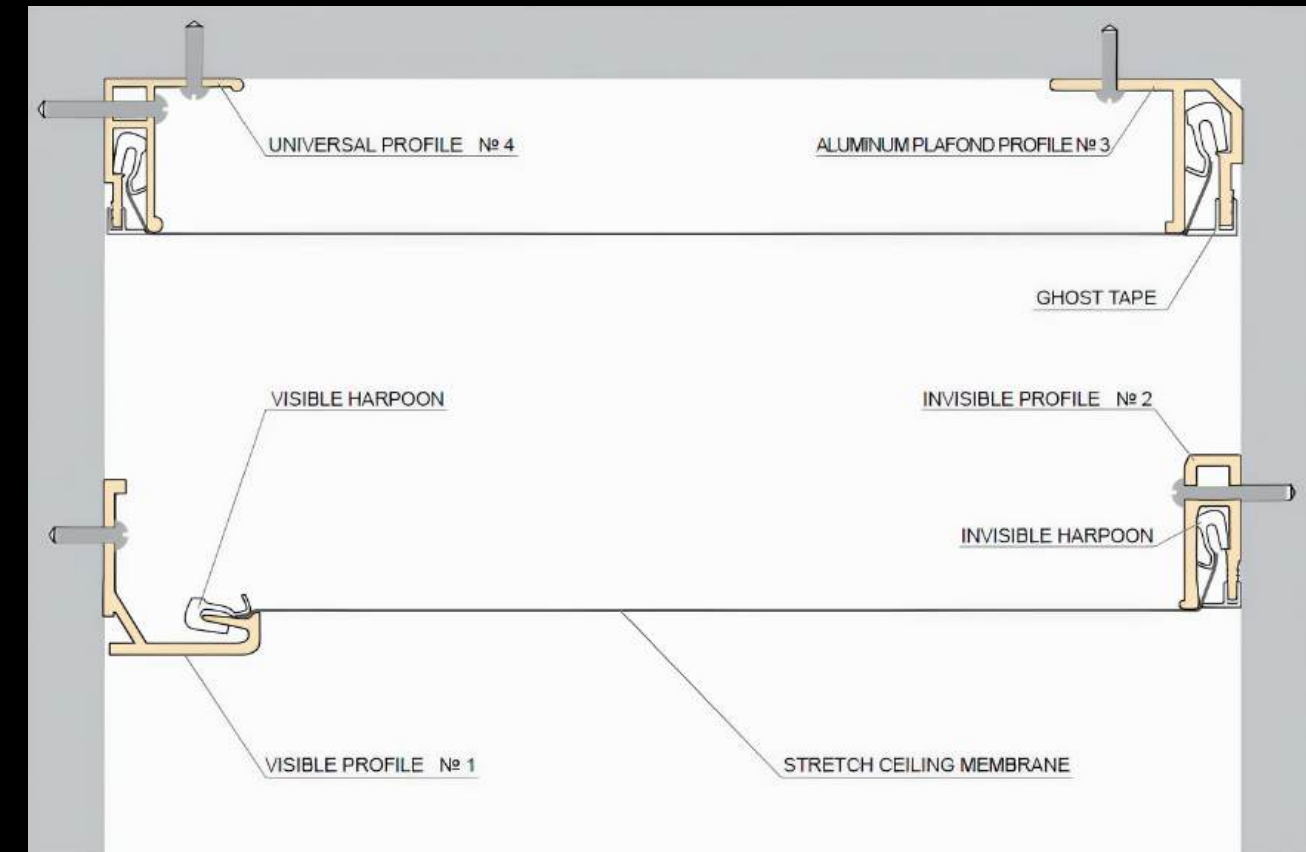 UNIVERSAL PROFILE № 4
ALUMINUM PLAFOND PROFILE № 3
GHOST TAPE
VISIBLE HARPOON
INVISIBLE PROFILE № 2
INVISIBLE HARPOON
VISIBLE PROFILE № 1
STRETCH CEILING MEMBRANE